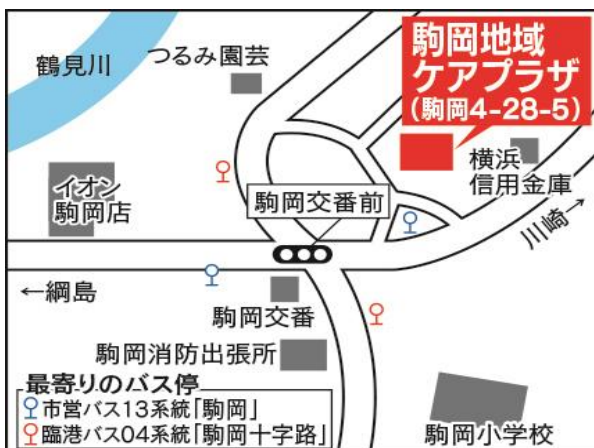 鶴見川
つるみ園芸
駒岡地域
ケアプラザ
(駒岡4-28-5)
イオン
駒岡店
駒岡交番前
横浜
信用金庫
川崎→
←綱島
駒岡交番
駒岡消防出張所
最寄りのバス停
市営バス13系統「駒岡」
臨港バス04系統「駒岡十字路」
駒岡小学校